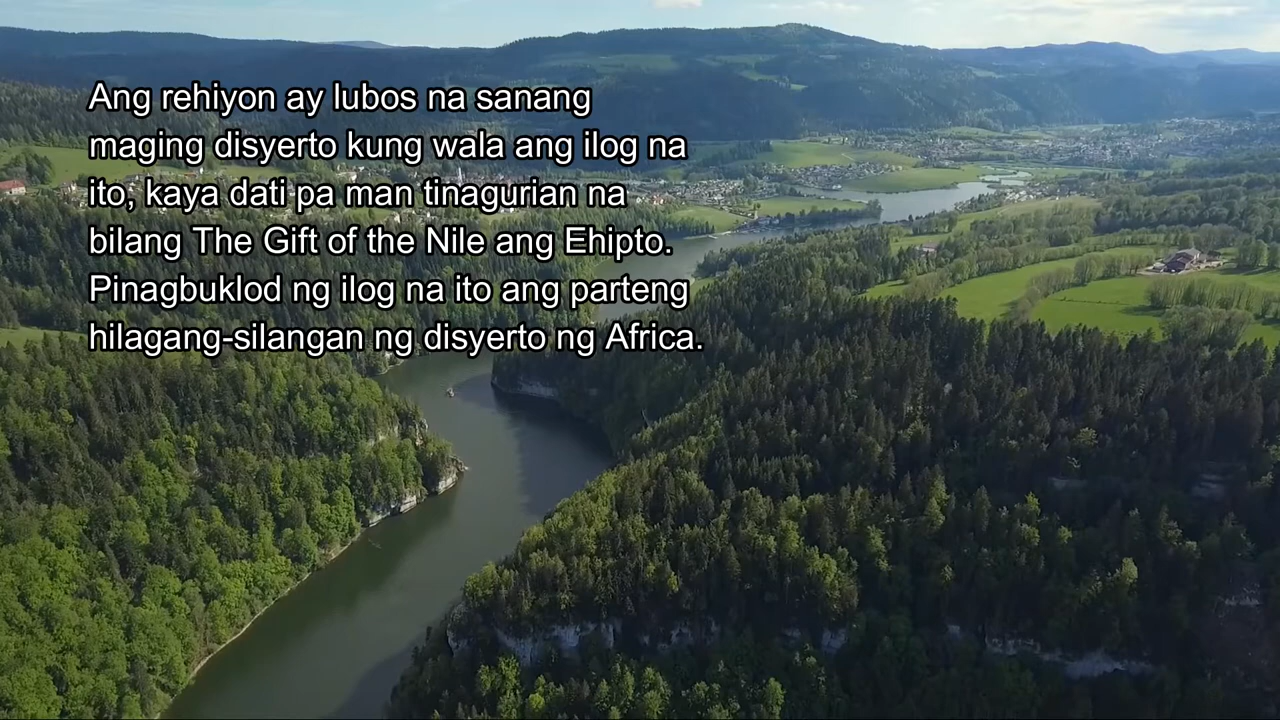 Ang rehiyon ay lubos na sanang
maging disyerto kung wala ang ilog na
ito, kaya dati pa man tinagurian na
bilang The Gift of the Nile ang Ehipto.
Pinagbuklod ng ilog na ito ang parteng
hilagang-silangan ng disyerto ng Africa.